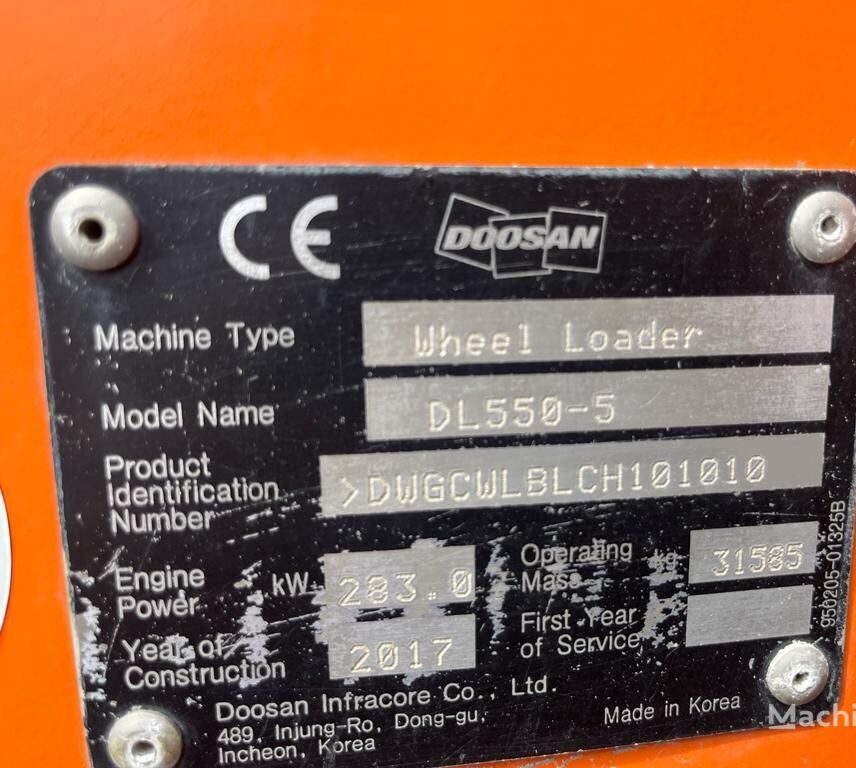 CE
DOOSAN
Machine Type Wheel Loader
Model Name DL550-5
Product
Identification
Number >DWGCWLBLCH101010
Engine
Power kW 283.0
Operating
Mass kg 31585
Year of
Construction 2017
First Year
of Service
950205-01325B
Doosan Infracore Co., Ltd.
489, Injung-Ro, Dong-gu,
Incheon, Korea
Made in Korea